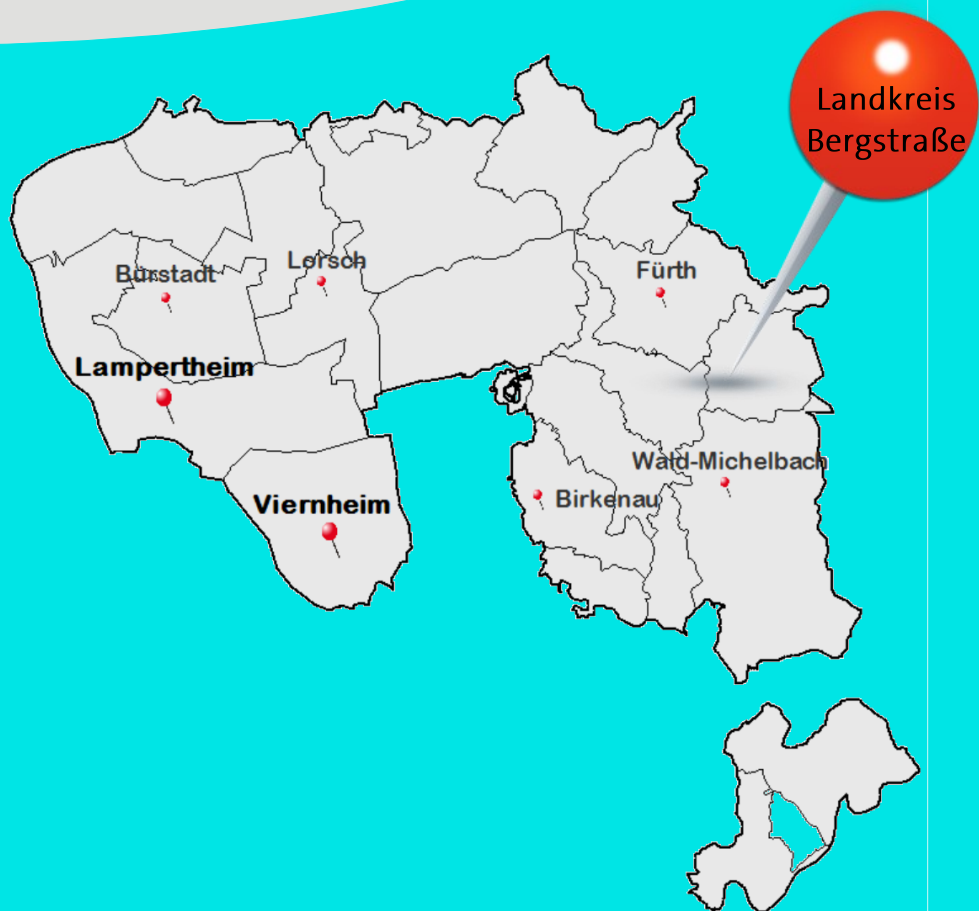 Landkreis
Bergstraße
Bürstadt
Lorsch
Fürth
Lampertheim
Wald-Michelbach
Viernheim
Birkenau